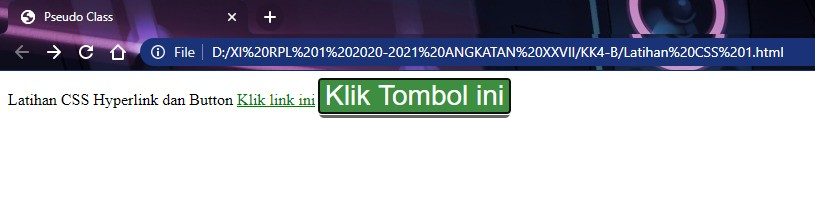 Pseudo Class
File | D:/XI%20RPL%201%202020-2021%20ANGKATAN%20XXVII/KK4-B/Latihan%20CSS%201.html
Latihan CSS Hyperlink dan Button Klik link ini Klik Tombol ini